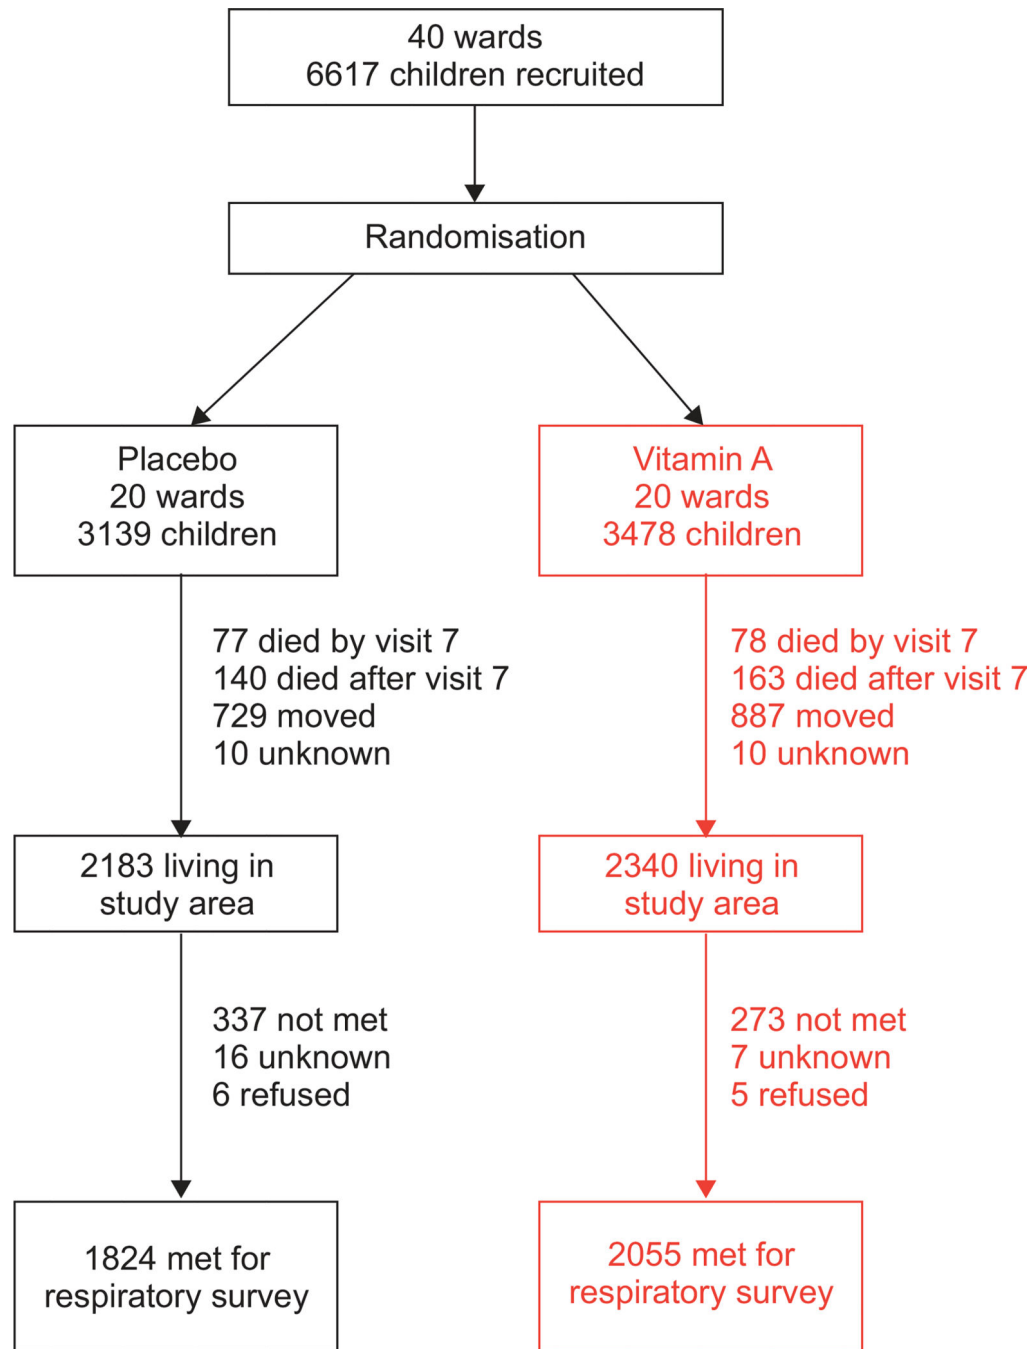 40 wards
6617 children recruited
Randomisation
Placebo
20 wards
3139 children
Vitamin A
20 wards
3478 children
77 died by visit 7
140 died after visit 7
729 moved
10 unknown
78 died by visit 7
163 died after visit 7
887 moved
10 unknown
2183 living in
study area
2340 living in
study area
337 not met
16 unknown
6 refused
273 not met
7 unknown
5 refused
1824 met for
respiratory survey
2055 met for
respiratory survey